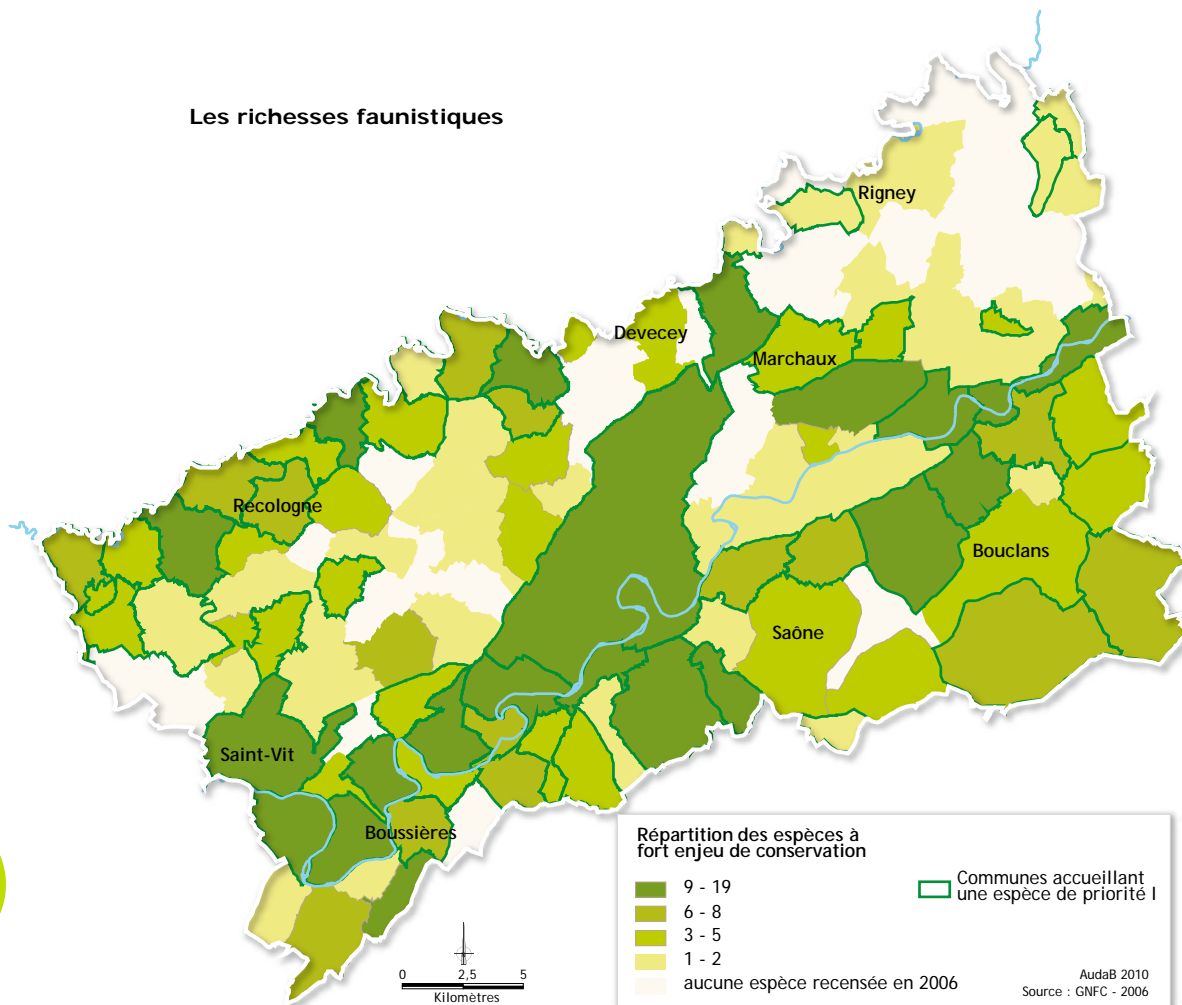 Les richesses faunistiques
Rigney
Devecey
Marchaux
Recologne
Bouclans
Saône
Saint-Vit
Boussières
0 2,5 5
Kilomètres
Répartition des espèces à
fort enjeu de conservation
9 - 19
6 - 8
3 - 5
1 - 2
aucune espèce recensée en 2006
Communes accueillant
une espèce de priorité I
AudaB 2010
Source : GNFC - 2006